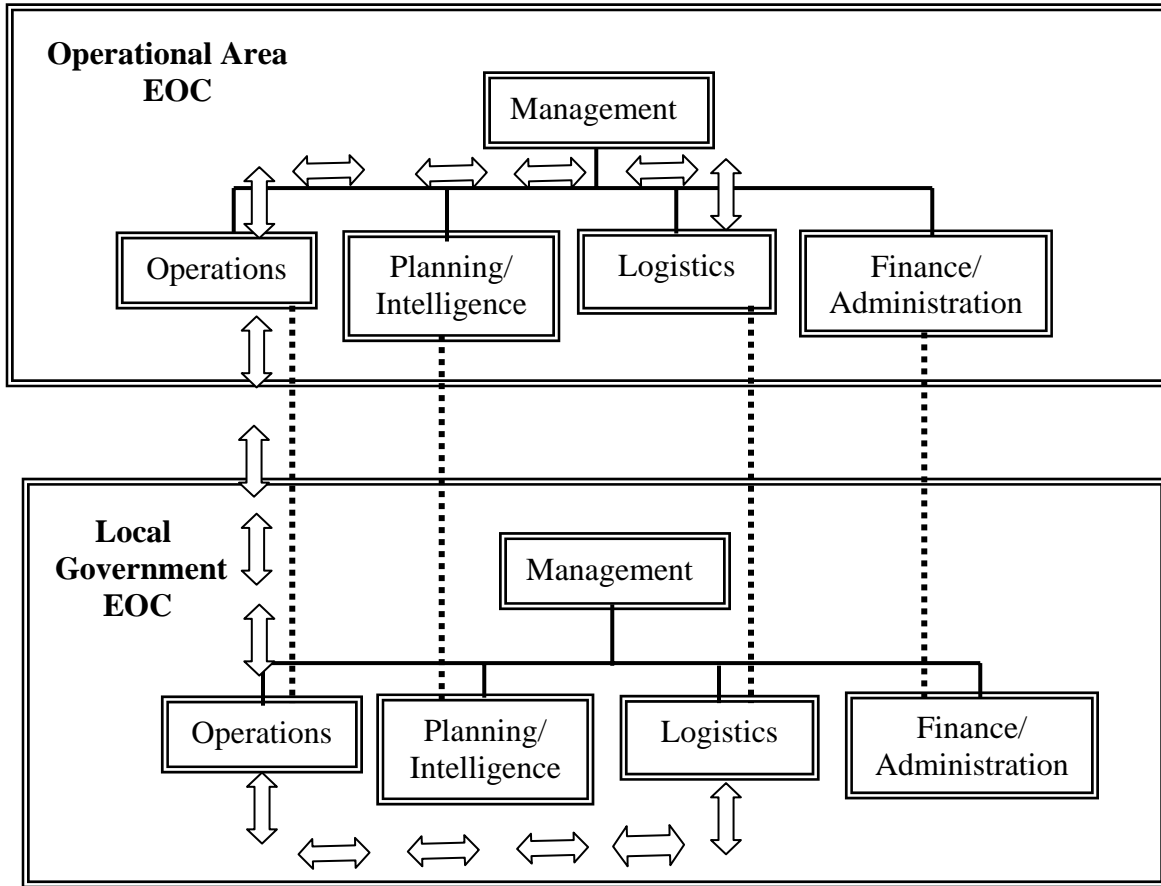 Operational Area
EOC
Management
Operations
Planning/
Intelligence
Logistics
Finance/
Administration
Local
Government
EOC
Management
Operations
Planning/
Intelligence
Logistics
Finance/
Administration